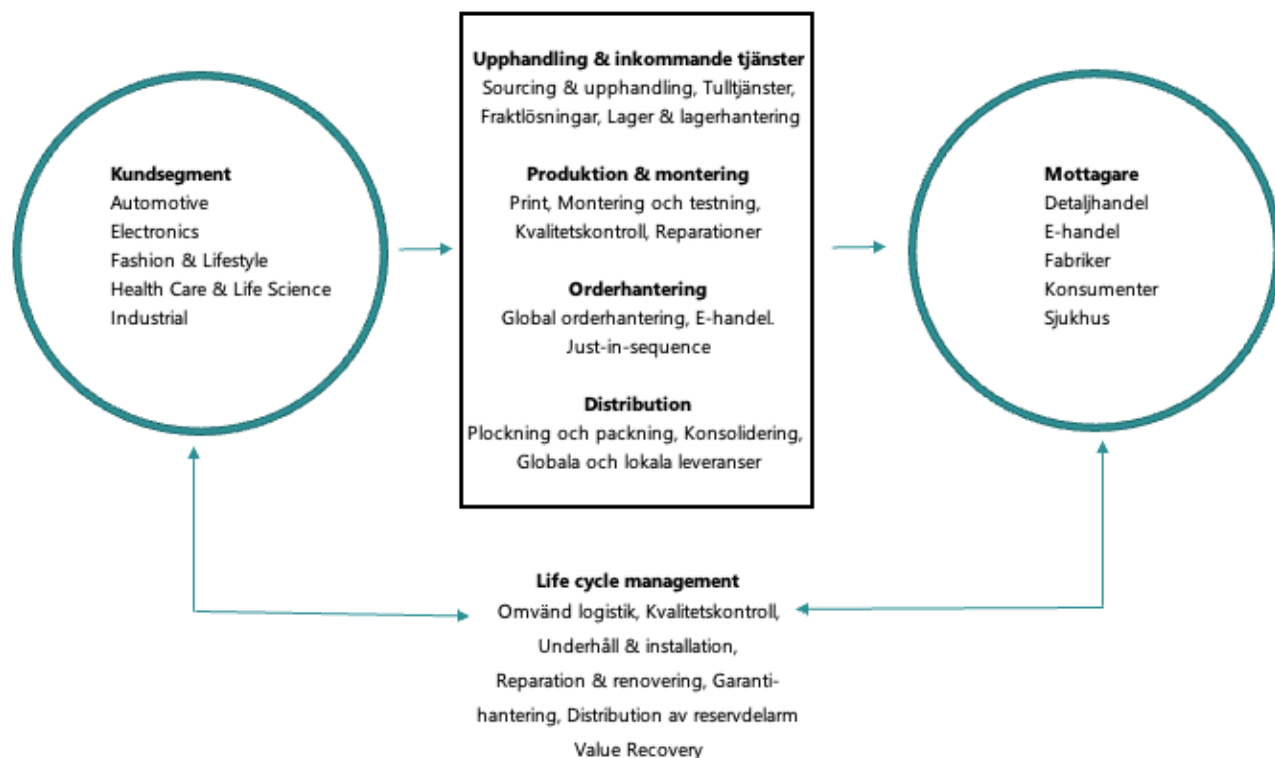 Kundsegment
Automotive
Electronics
Fashion & Lifestyle
Health Care & Life Science
Industrial
Upphandling & inkommande tjänster
Sourcing & upphandling, Tulltjänster,
Fraktlösningar, Lager & lagerhantering
Produktion & montering
Print, Montering och testning,
Kvalitetskontroll, Reparationer
Orderhantering
Global orderhantering, E-handel.
Just-in-sequence
Distribution
Plockning och packning, Konsolidering,
Globala och lokala leveranser
Mottagare
Detaljhandel
E-handel
Fabriker
Konsumenter
Sjukhus
Life cycle management
Omvänd logistik, Kvalitetskontroll,
Underhåll & installation,
Reparation & renovering, Garanti-
hantering, Distribution av reservdelarm
Value Recovery